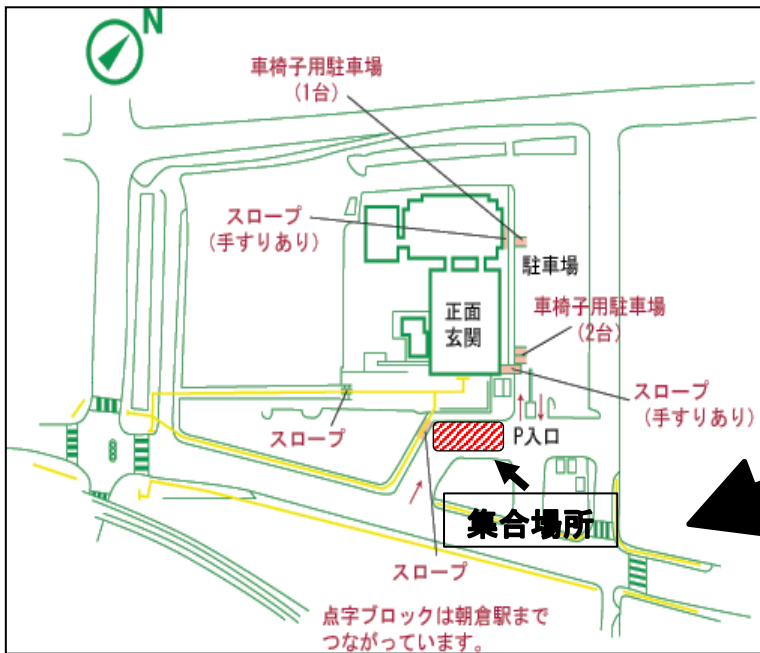 N
車椅子用駐車場
(1台)
スロープ
(手すりあり)
駐車場
正面
玄関
車椅子用駐車場
(2台)
スロープ
(手すりあり)
スロープ
P入口
集合場所
スロープ
点字ブロックは朝倉駅まで
つながっています。